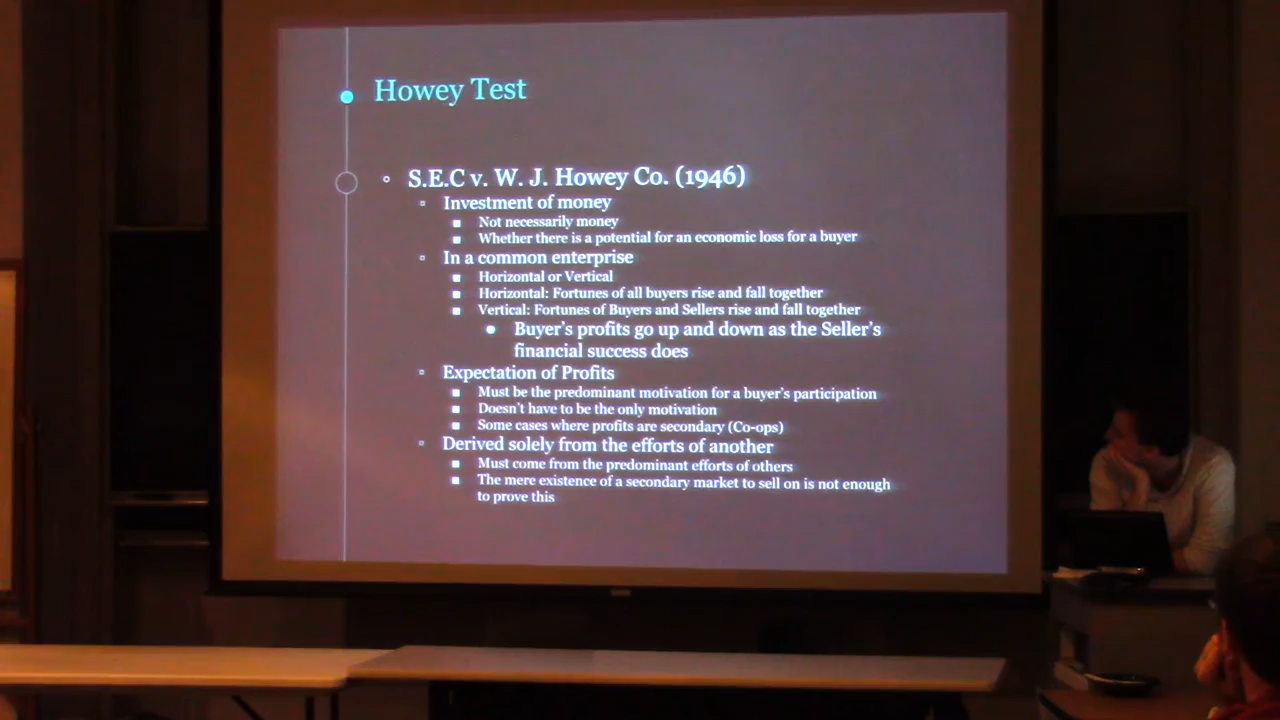 Howey Test
S.E.C v. W. J. Howey Co. (1946)
Investment of money
Not necessarily money
Whether there is a potential for an economic loss for a buyer
In a common enterprise
Horizontal or Vertical
Horizontal: Fortunes of all buyers rise and fall together
Vertical: Fortunes of Buyers and Sellers rise and fall together
Buyer's profits go up and down as the Seller's
financial success does
Expectation of Profits
Must be the predominant motivation for a buyer's participation
Doesn't have to be the only motivation
Some cases where profits are secondary (Co-ops)
Derived solely from the efforts of another
Must come from the predominant efforts of others
The mere existence of a secondary market to sell on is not enough
to prove this